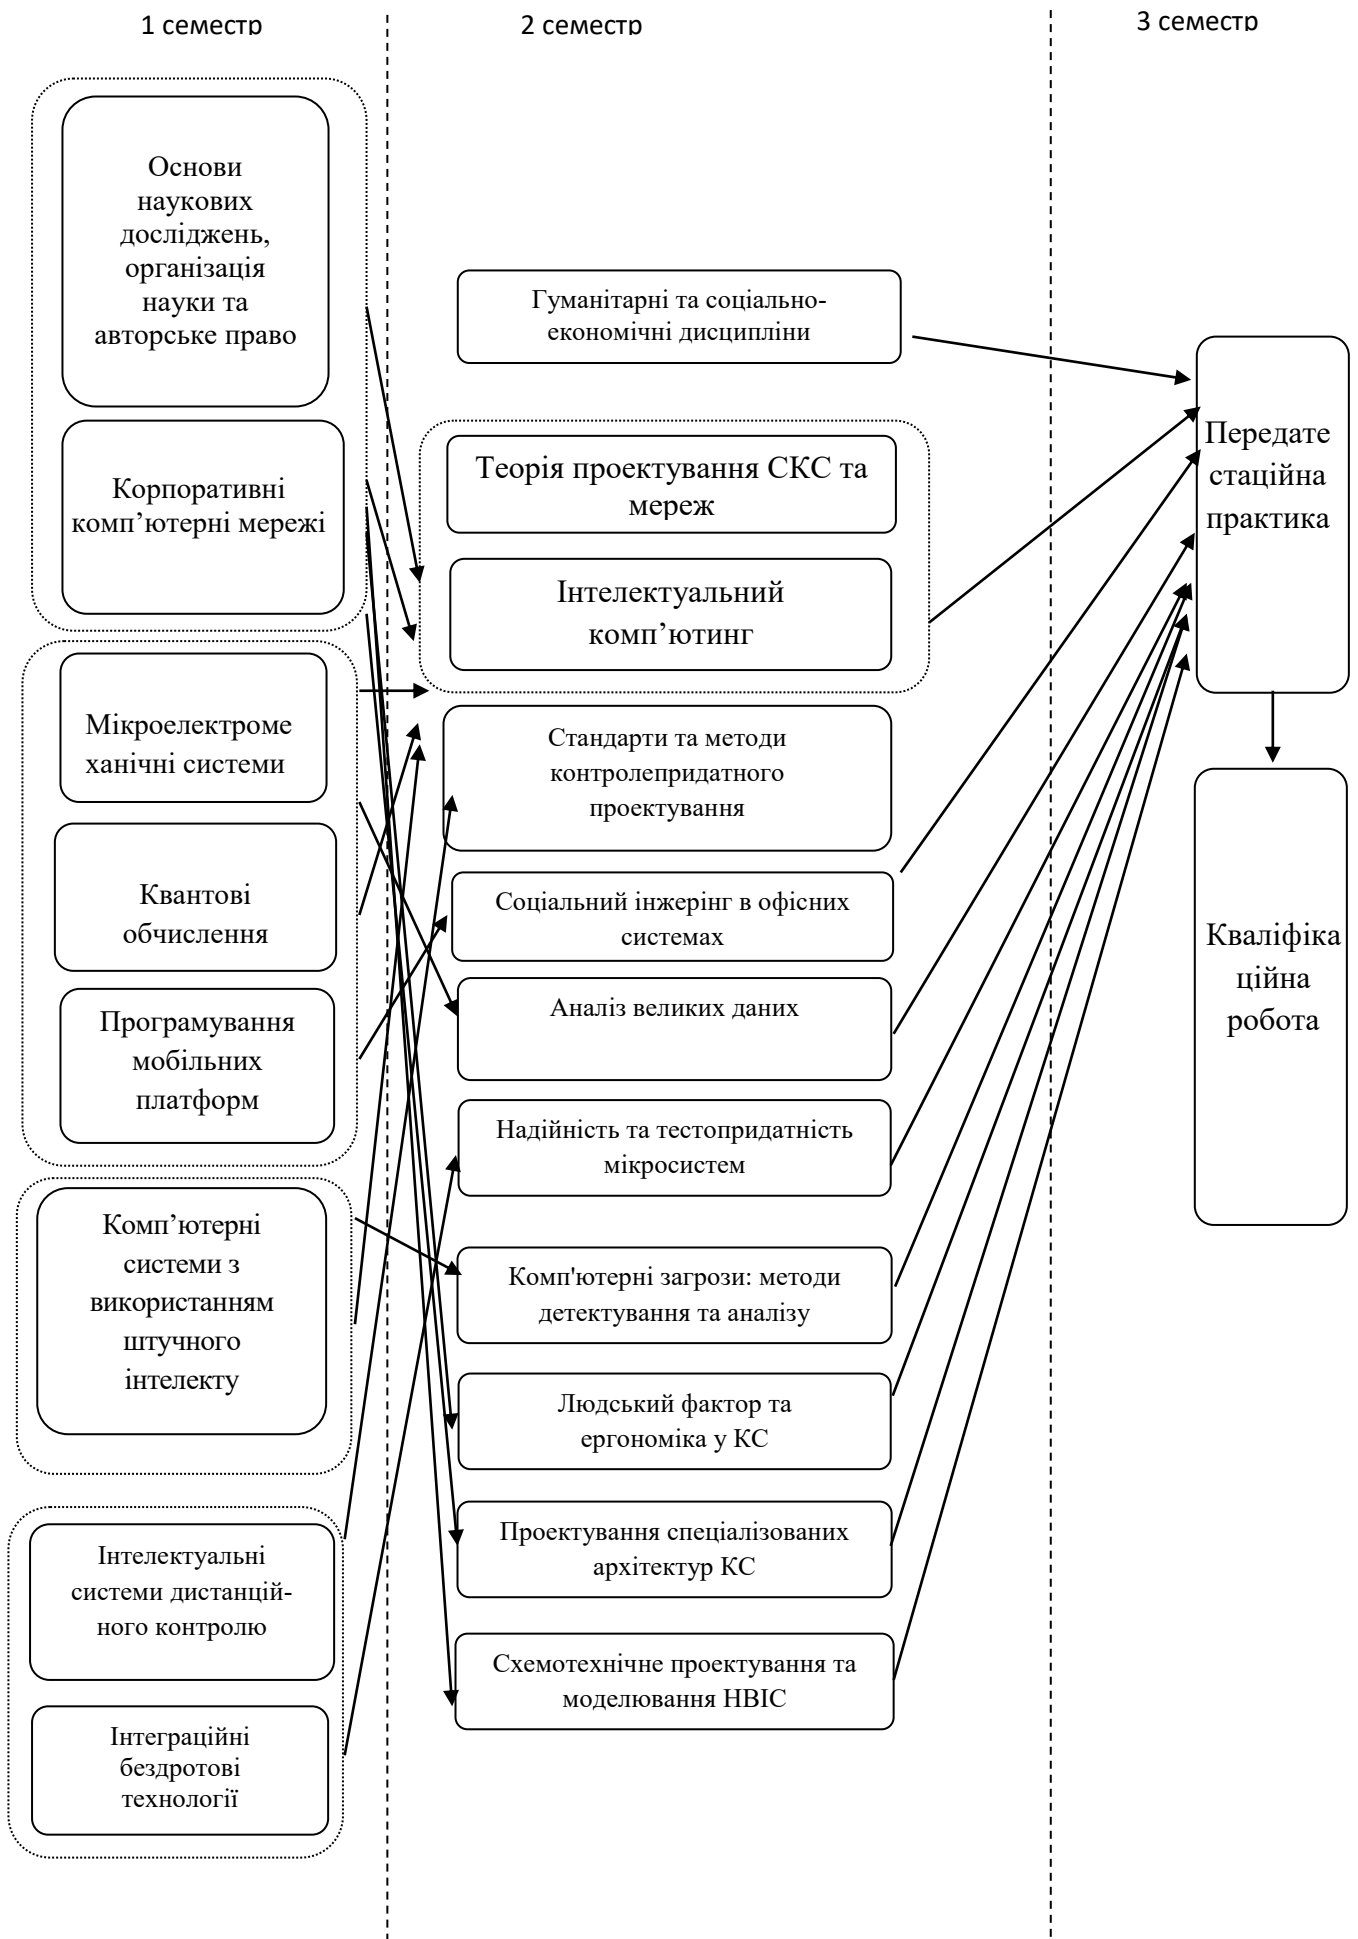 1 семестр
2 семестр
3 семестр
Основи
наукових
досліджень,
організація
науки та
авторське право
Корпоративні
комп’ютерні мережі
Мікроелектроме
ханічні системи
Квантові
обчислення
Програмування
мобільних
платформ
Комп’ютерні
системи з
використанням
штучного
інтелекту
Інтелектуальні
системи дистанцій-
ного контролю
Інтеграційні
бездротові
технології
Гуманітарні та соціально-
економічні дисципліни
Теорія проектування СКС та
мереж
Інтелектуальний
комп’ютинг
Стандарти та методи
контролепридатного
проектування
Соціальний інжерінг в офісних
системах
Аналіз великих даних
Надійність та тестопридатність
мікросистем
Комп'ютерні загрози: методи
детектування та аналізу
Людський фактор та
ергономіка у КС
Проектування спеціалізованих
архітектур КС
Схемотехнічне проектування та
моделювання НВІС
Передате
стаційна
практика
Кваліфіка
ційна
робота